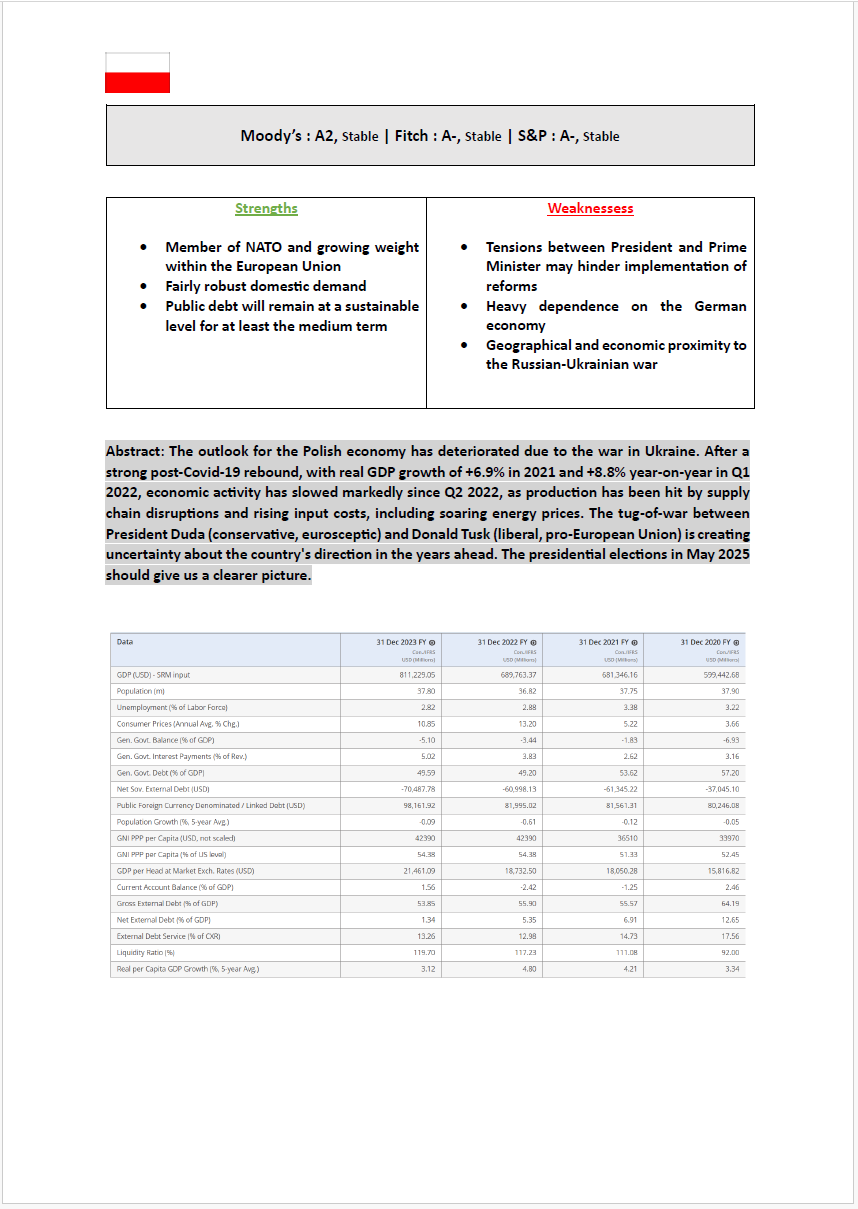 Moody's : A2, Stable | Fitch : A-, Stable | S&P : A-, Stable
Strengths
Member of NATO and growing weight
within the European Union
Fairly robust domestic demand
Public debt will remain at a sustainable
level for at least the medium term
Weaknessess
Tensions between President and Prime
Minister may hinder implementation of
reforms
Heavy dependence on the German
economy
Geographical and economic proximity to
the Russian-Ukrainian war
Abstract: The outlook for the Polish economy has deteriorated due to the war in Ukraine. After a
strong post-Covid-19 rebound, with real GDP growth of +6.9% in 2021 and +8.8% year-on-year in Q1
2022, economic activity has slowed markedly since Q2 2022, as production has been hit by supply
chain disruptions and rising input costs, including soaring energy prices. The tug-of-war between
President Duda (conservative, eurosceptic) and Donald Tusk (liberal, pro-European Union) is creating
uncertainty about the country's direction in the years ahead. The presidential elections in May 2025
should give us a clearer picture.
Data 31 Dec 2023 FY 31 Dec 2022 FY 31 Dec 2021 FY 31 Dec 2020 FY
Con./IFRS Con./IFRS Con./IFRS Con./IFRS
USD (Millions) USD (Millions) USD (Millions) USD (Millions)
GDP (USD) - SRM input 811,229.05 689,763.37 681,346.16 599,442.68
Population (m) 37.80 36.82 37.75 37.90
Unemployment (% of Labor Force) 2.82 2.88 3.38 3.22
Consumer Prices (Annual Avg. % Chg.) 10.85 13.20 5.22 3.66
Gen. Govt. Balance (% of GDP) -5.10 -3.44 -1.83 -6.93
Gen. Govt. Interest Payments (% of Rev.) 5.02 3.83 2.62 3.16
Gen. Govt. Debt (% of GDP) 49.59 49.20 53.62 57.20
Net Sov. External Debt (USD) -70,487.78 -60,998.13 -61,345.22 -37,045.10
Public Foreign Currency Denominated / Linked Debt (USD) 98,161.92 81,995.02 81,561.31 80,246.08
Population Growth (%, 5-year Avg.) -0.09 -0.61 -0.12 -0.05
GNI PPP per Capita (USD, not scaled) 42390 42390 36510 33970
GNI PPP per Capita (% of US level) 54.38 54.38 51.33 52.45
GDP per Head at Market Exch. Rates (USD) 21,461.09 18,732.50 18,050.28 15,816.82
Current Account Balance (% of GDP) 1.56 -2.42 -1.25 2.46
Gross External Debt (% of GDP) 53.85 55.90 55.57 64.19
Net External Debt (% of GDP) 1.34 5.35 6.91 12.65
External Debt Service (% of CXR) 13.26 12.98 14.73 17.56
Liquidity Ratio (%) 119.70 117.23 111.08 92.00
Real per Capita GDP Growth (%, 5-year Avg.) 3.12 4.80 4.21 3.34